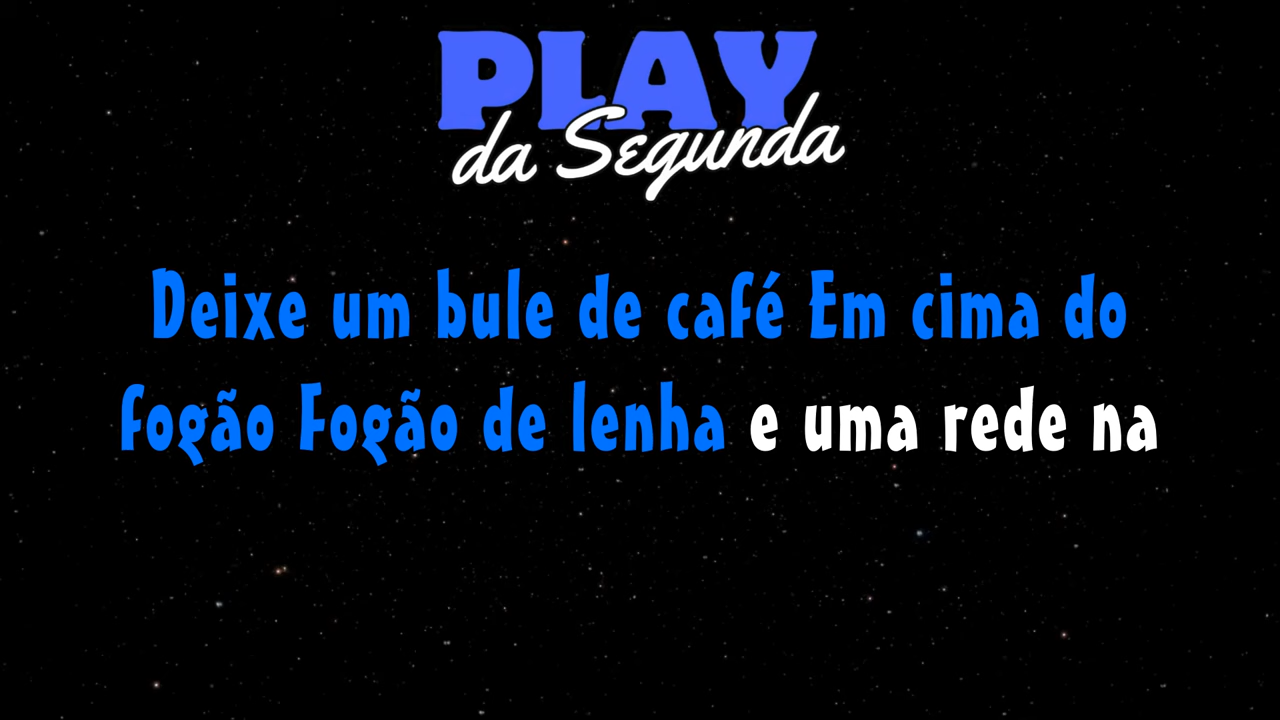 PLAY
da Segunda
Deixe um bule de café Em cima do
fogão Fogão de lenha e uma rede na